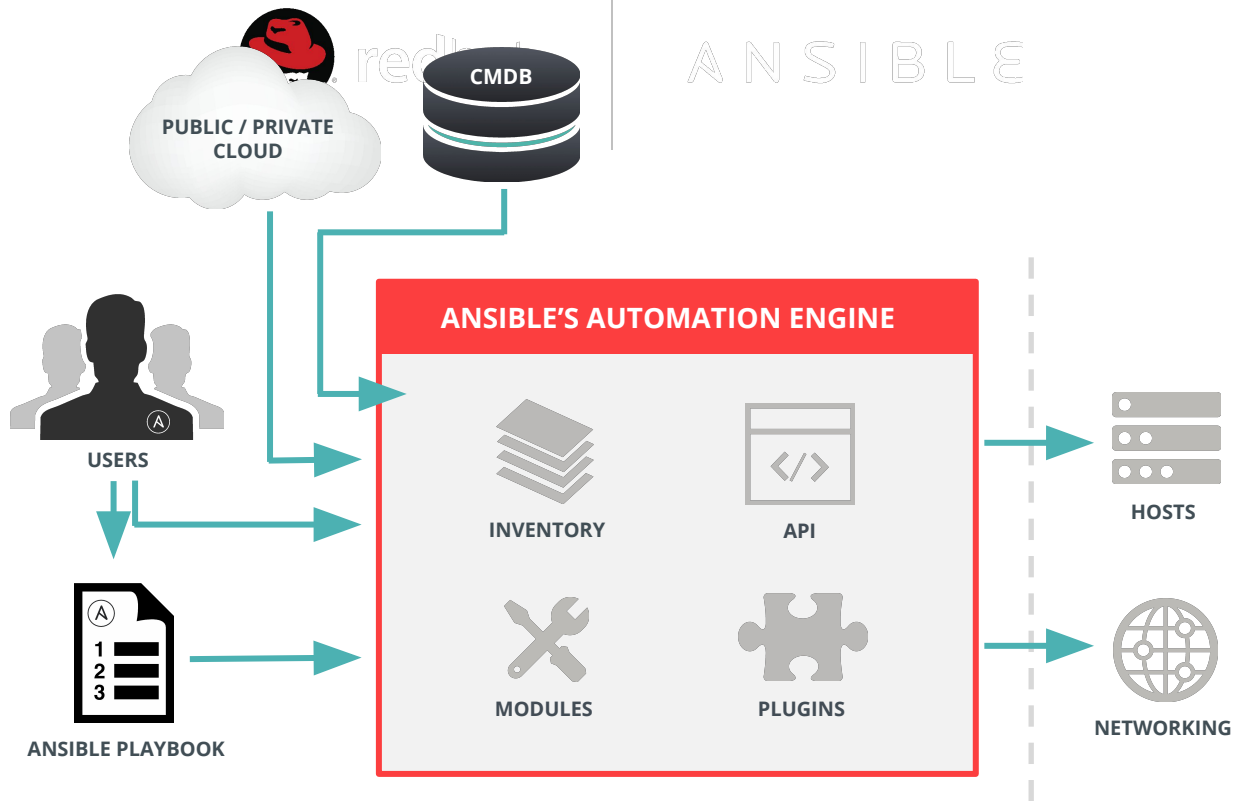 redhat
ANSIBLE
CMDB
PUBLIC / PRIVATE
CLOUD
ANSIBLE’S AUTOMATION ENGINE
USERS
INVENTORY
API
HOSTS
1
2
3
MODULES
PLUGINS
NETWORKING
ANSIBLE PLAYBOOK